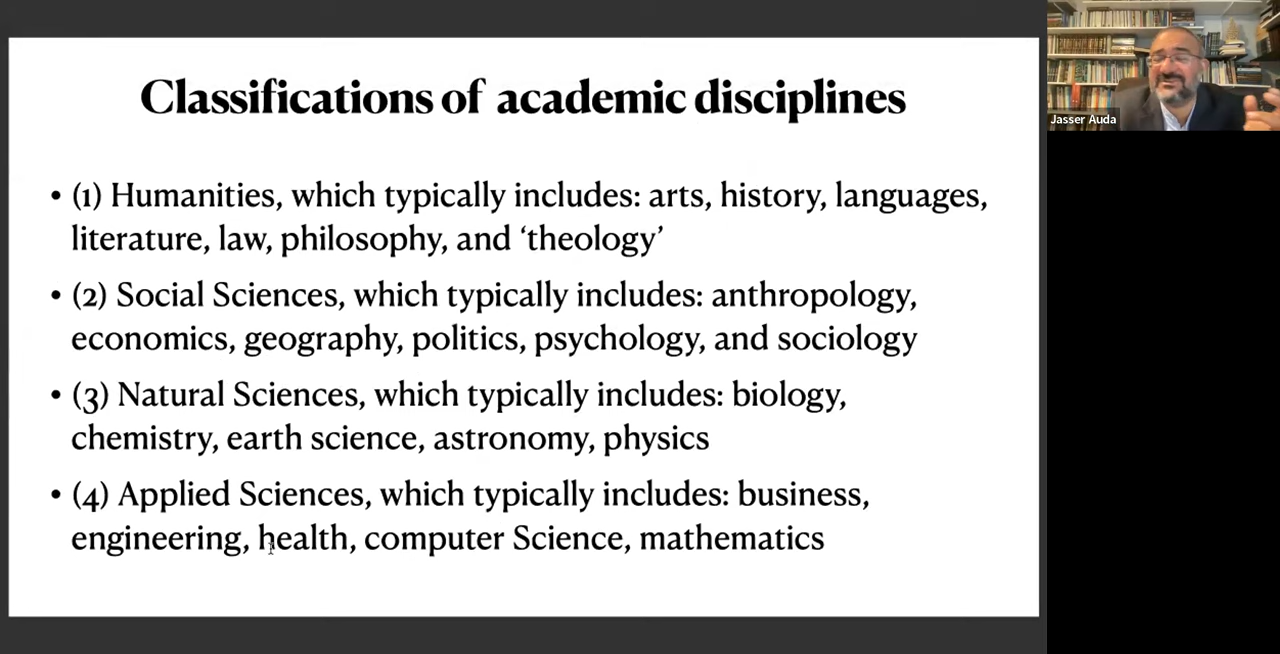 Classifications of academic disciplines
• (1) Humanities, which typically includes: arts, history, languages,
literature, law, philosophy, and ‘theology’
• (2) Social Sciences, which typically includes: anthropology,
economics, geography, politics, psychology, and sociology
• (3) Natural Sciences, which typically includes: biology,
chemistry, earth science, astronomy, physics
• (4) Applied Sciences, which typically includes: business,
engineering, health, computer Science, mathematics
Jasser Auda